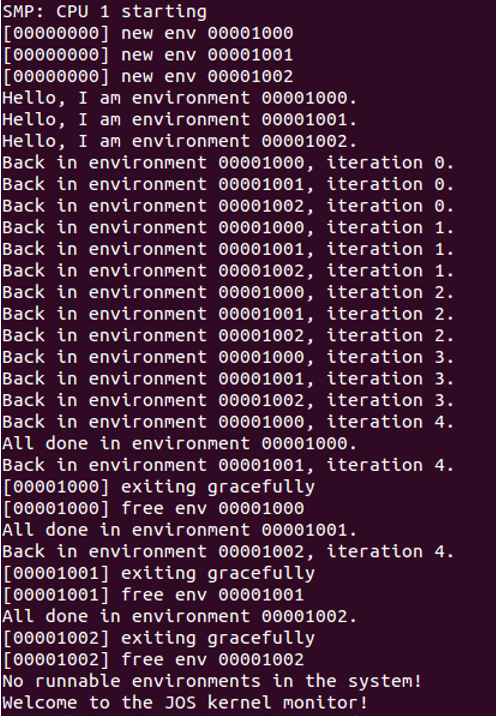 SMP: CPU 1 starting
[00000000] new env 00001000
[00000000] new env 00001001
[00000000] new env 00001002
Hello, I am environment 00001000.
Hello, I am environment 00001001.
Hello, I am environment 00001002.
Back in environment 00001000, iteration 0.
Back in environment 00001001, iteration 0.
Back in environment 00001002, iteration 0.
Back in environment 00001000, iteration 1.
Back in environment 00001001, iteration 1.
Back in environment 00001002, iteration 1.
Back in environment 00001000, iteration 2.
Back in environment 00001001, iteration 2.
Back in environment 00001002, iteration 2.
Back in environment 00001000, iteration 3.
Back in environment 00001001, iteration 3.
Back in environment 00001002, iteration 3.
Back in environment 00001000, iteration 4.
All done in environment 00001000.
Back in environment 00001001, iteration 4.
[00001000] exiting gracefully
[00001000] free env 00001000
All done in environment 00001001.
Back in environment 00001002, iteration 4.
[00001001] exiting gracefully
[00001001] free env 00001001
All done in environment 00001002.
[00001002] exiting gracefully
[00001002] free env 00001002
No runnable environments in the system!
Welcome to the JOS kernel monitor!